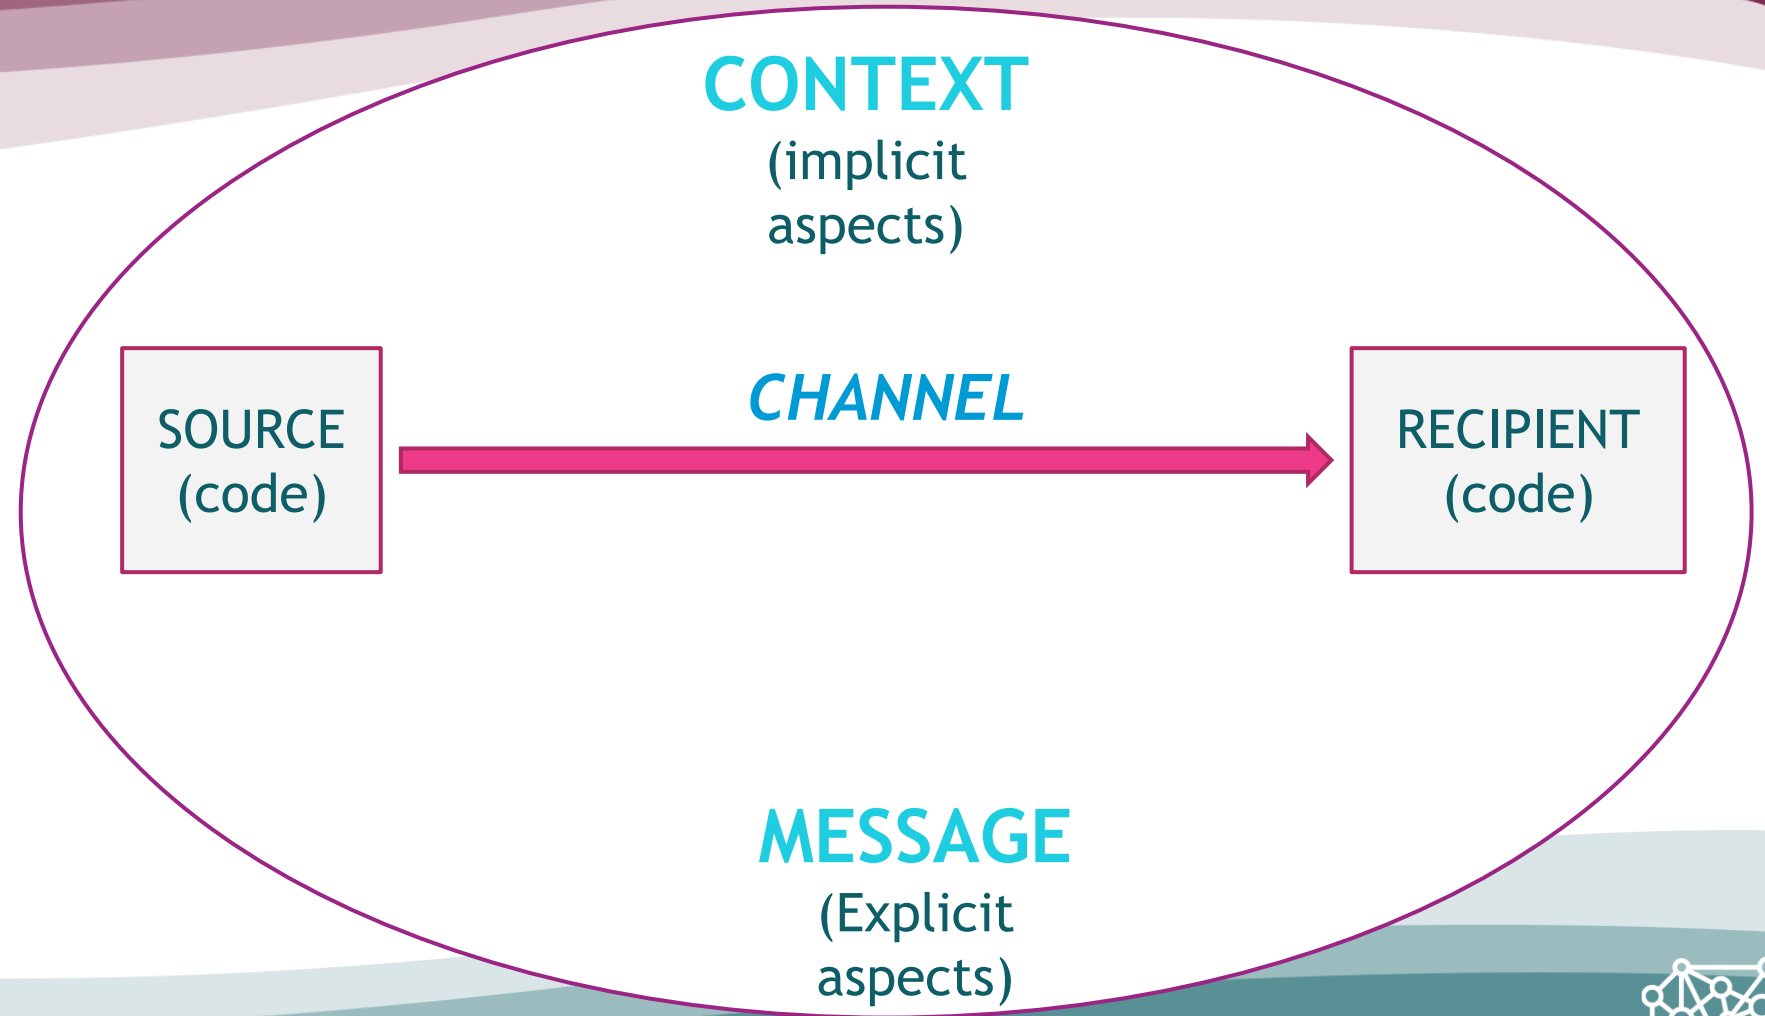 CONTEXT
(implicit
aspects)
CHANNEL
SOURCE
(code)
RECIPIENT
(code)
MESSAGE
(Explicit
aspects)